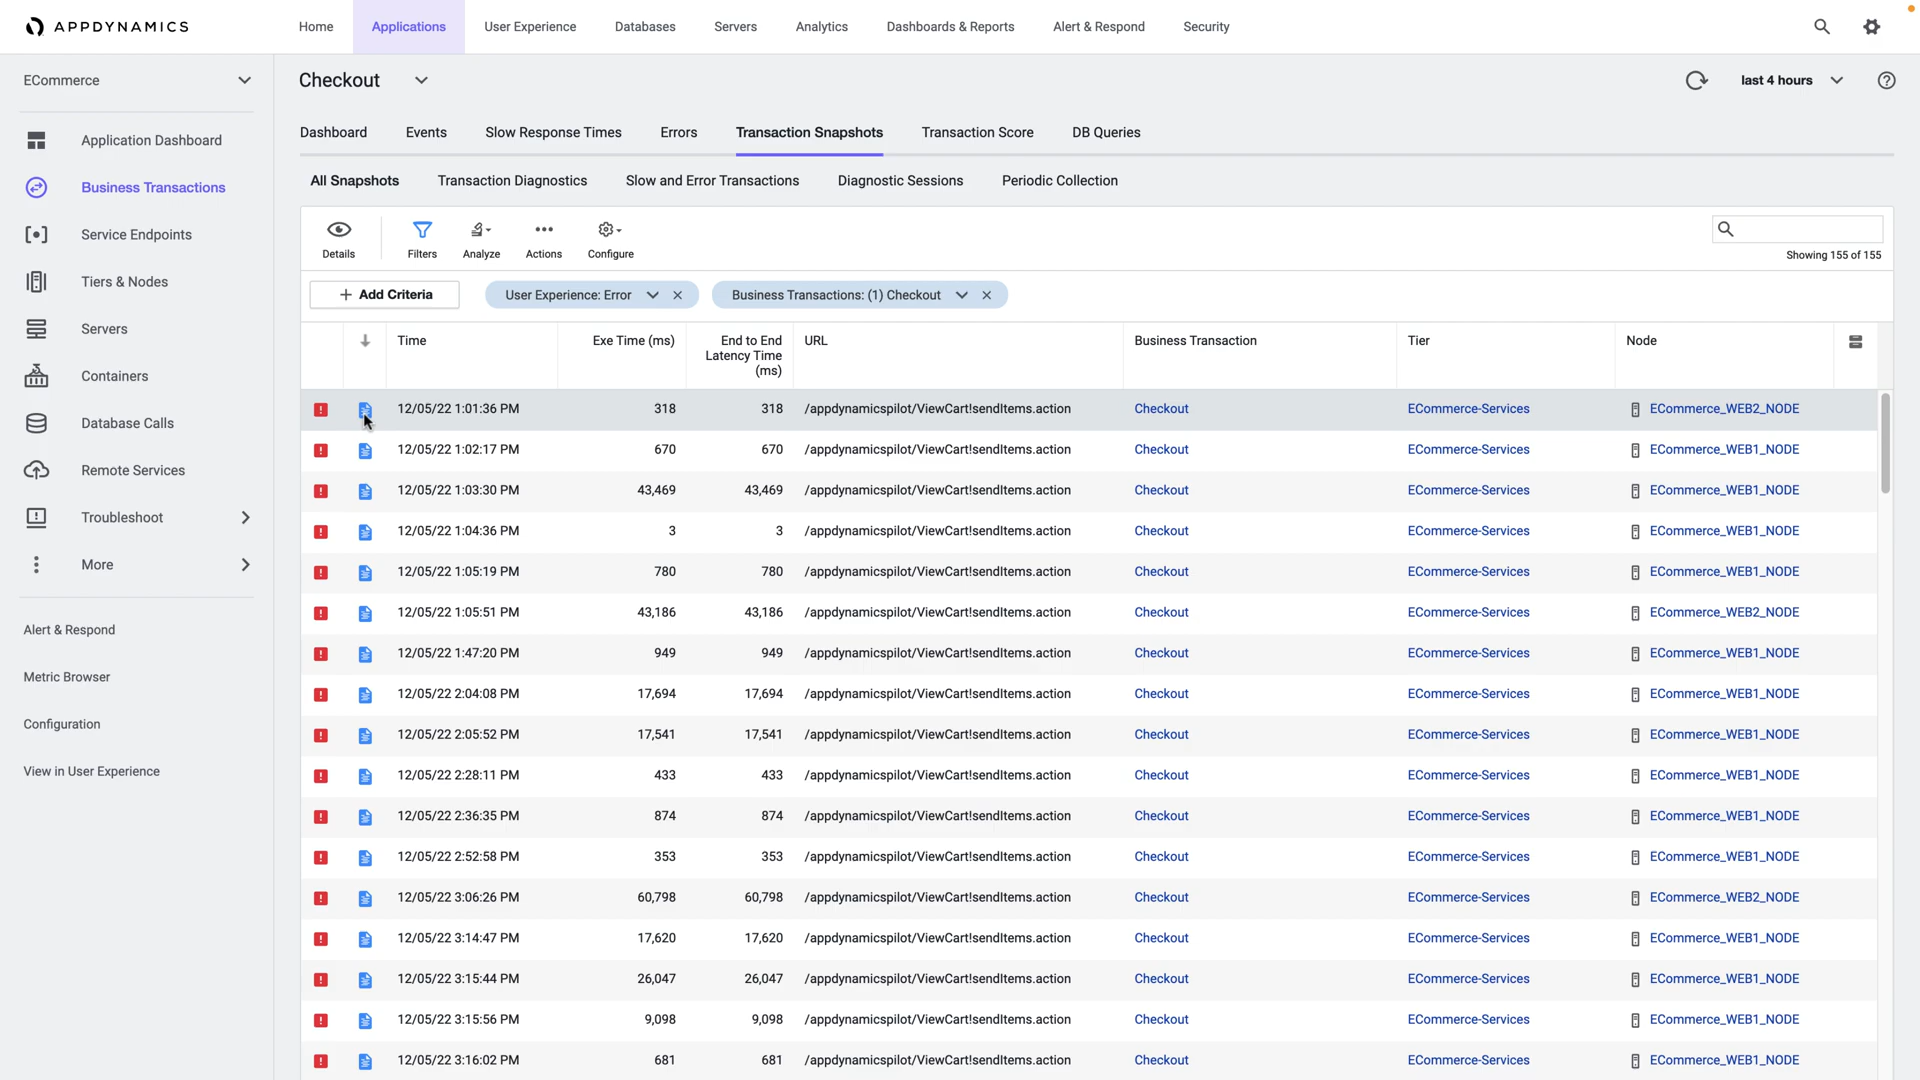 APPDYNAMICS Home Applications User Experience Databases Servers Analytics Dashboards & Reports Alert & Respond Security
ECommerce
Checkout
last 4 hours
Application Dashboard
Business Transactions
Service Endpoints
Tiers & Nodes
Servers
Containers
Database Calls
Remote Services
Troubleshoot
More
Alert & Respond
Metric Browser
Configuration
View in User Experience
Dashboard Events Slow Response Times Errors Transaction Snapshots Transaction Score DB Queries
All Snapshots Transaction Diagnostics Slow and Error Transactions Diagnostic Sessions Periodic Collection
Details Filters Analyze Actions Configure
Showing 155 of 155
+ Add Criteria User Experience: Error Business Transactions: (1) Checkout
Time Exe Time (ms) End to End URL Business Transaction Tier Node
Latency Time
(ms)
12/05/22 1:01:36 PM 318 318 /appdynamicspilot/ViewCart!sendItems.action Checkout ECommerce-Services ECommerce_WEB2_NODE
12/05/22 1:02:17 PM 670 670 /appdynamicspilot/ViewCart!sendItems.action Checkout ECommerce-Services ECommerce_WEB1_NODE
12/05/22 1:03:30 PM 43,469 43,469 /appdynamicspilot/ViewCart!sendItems.action Checkout ECommerce-Services ECommerce_WEB1_NODE
12/05/22 1:04:36 PM 3 3 /appdynamicspilot/ViewCart!sendItems.action Checkout ECommerce-Services ECommerce_WEB1_NODE
12/05/22 1:05:19 PM 780 780 /appdynamicspilot/ViewCart!sendItems.action Checkout ECommerce-Services ECommerce_WEB1_NODE
12/05/22 1:05:51 PM 43,186 43,186 /appdynamicspilot/ViewCart!sendItems.action Checkout ECommerce-Services ECommerce_WEB2_NODE
12/05/22 1:47:20 PM 949 949 /appdynamicspilot/ViewCart!sendItems.action Checkout ECommerce-Services ECommerce_WEB1_NODE
12/05/22 2:04:08 PM 17,694 17,694 /appdynamicspilot/ViewCart!sendItems.action Checkout ECommerce-Services ECommerce_WEB1_NODE
12/05/22 2:05:52 PM 17,541 17,541 /appdynamicspilot/ViewCart!sendItems.action Checkout ECommerce-Services ECommerce_WEB1_NODE
12/05/22 2:28:11 PM 433 433 /appdynamicspilot/ViewCart!sendItems.action Checkout ECommerce-Services ECommerce_WEB1_NODE
12/05/22 2:36:35 PM 874 874 /appdynamicspilot/ViewCart!sendItems.action Checkout ECommerce-Services ECommerce_WEB1_NODE
12/05/22 2:52:58 PM 353 353 /appdynamicspilot/ViewCart!sendItems.action Checkout ECommerce-Services ECommerce_WEB1_NODE
12/05/22 3:06:26 PM 60,798 60,798 /appdynamicspilot/ViewCart!sendItems.action Checkout ECommerce-Services ECommerce_WEB2_NODE
12/05/22 3:14:47 PM 17,620 17,620 /appdynamicspilot/ViewCart!sendItems.action Checkout ECommerce-Services ECommerce_WEB1_NODE
12/05/22 3:15:44 PM 26,047 26,047 /appdynamicspilot/ViewCart!sendItems.action Checkout ECommerce-Services ECommerce_WEB1_NODE
12/05/22 3:15:56 PM 9,098 9,098 /appdynamicspilot/ViewCart!sendItems.action Checkout ECommerce-Services ECommerce_WEB1_NODE
12/05/22 3:16:02 PM 681 681 /appdynamicspilot/ViewCart!sendItems.action Checkout ECommerce-Services ECommerce_WEB1_NODE